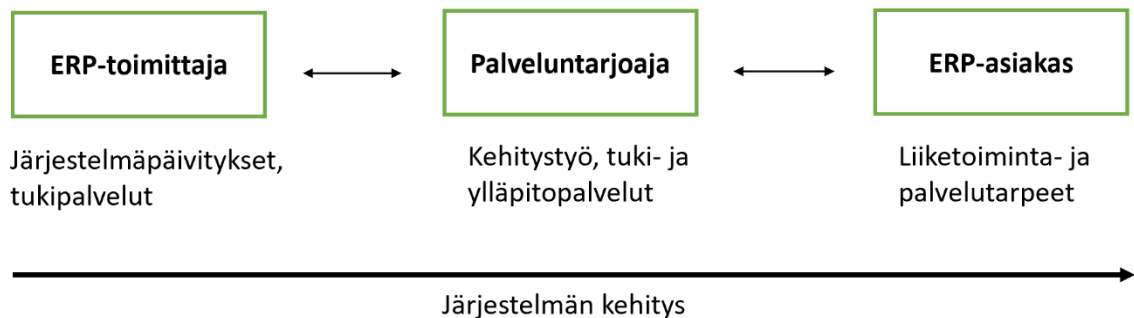 ERP-toimittaja
Palveluntarjoaja
ERP-asiakas
Järjestelmäpäivitykset,
tukipalvelut
Kehitystyö, tuki- ja
ylläpitopalvelut
Liiketoiminta- ja
palvelutarpeet
Järjestelmän kehitys